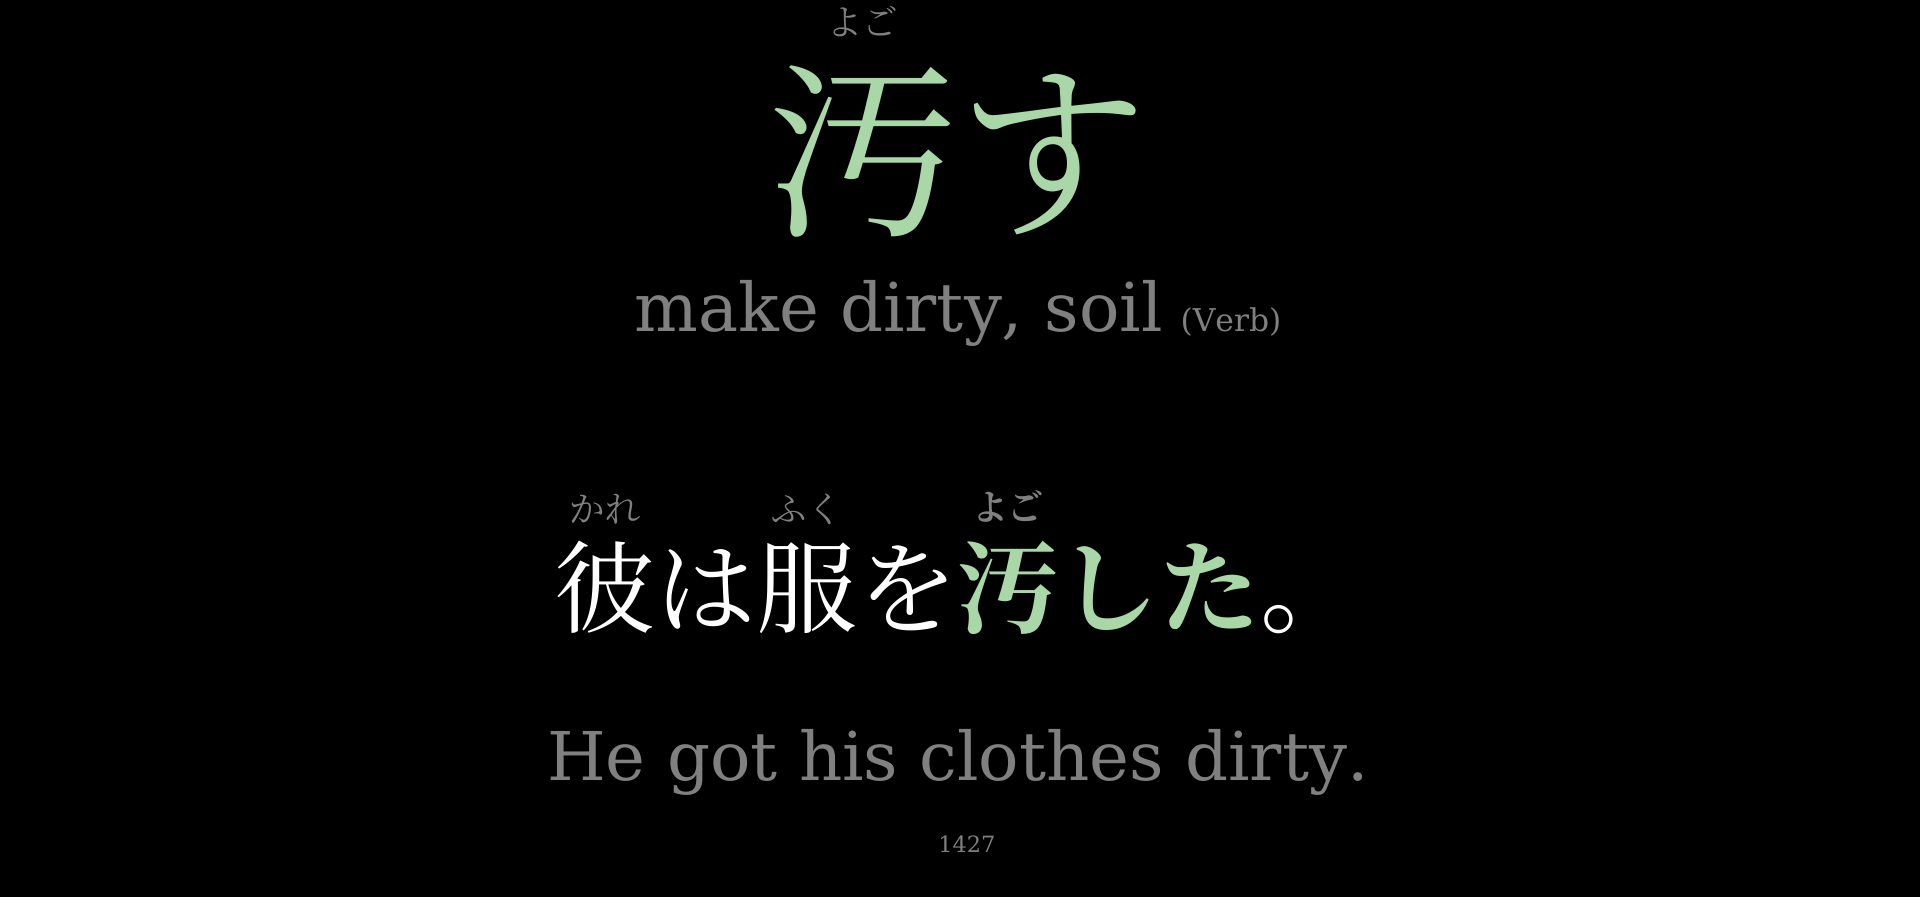 よご
汚す
make dirty, soil (Verb)
かれ ふく よご
彼は服を汚した。
He got his clothes dirty.
1427